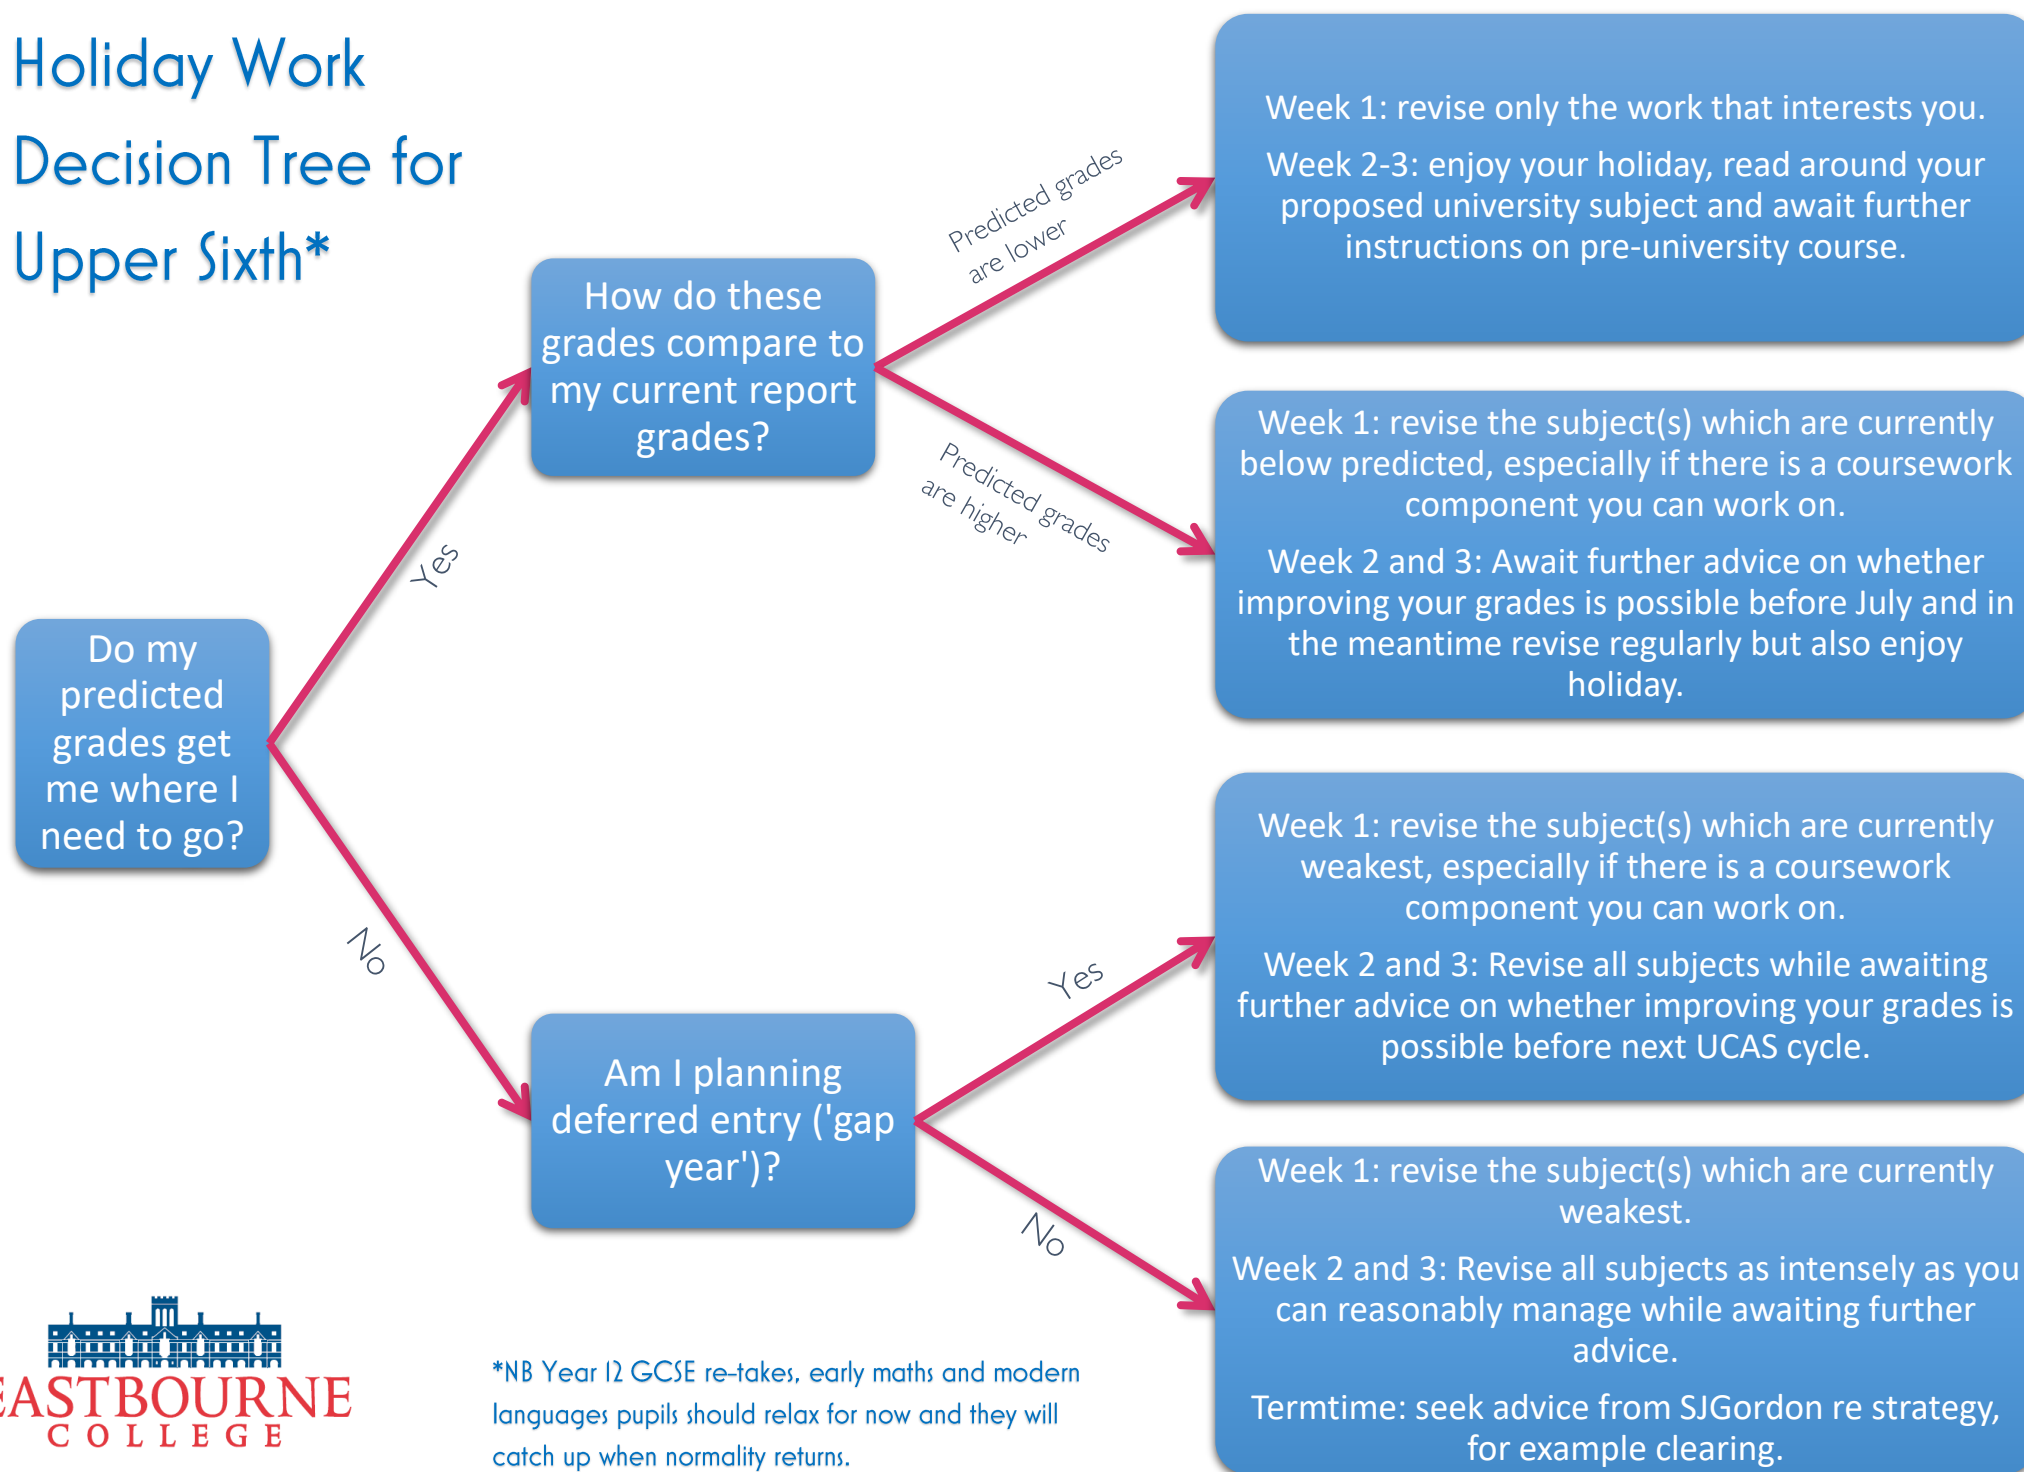 Holiday Work
Decision Tree for
Upper Sixth*
Do my
predicted
grades get
me where I
need to go?
Yes
No
How do these
grades compare to
my current report
grades?
Predicted grades
are lower
Predicted grades
are higher
Am I planning
deferred entry ('gap
year')?
Yes
No
Week 1: revise only the work that interests you.
Week 2-3: enjoy your holiday, read around your
proposed university subject and await further
instructions on pre-university course.
Week 1: revise the subject(s) which are currently
below predicted, especially if there is a coursework
component you can work on.
Week 2 and 3: Await further advice on whether
improving your grades is possible before July and in
the meantime revise regularly but also enjoy
holiday.
Week 1: revise the subject(s) which are currently
weakest, especially if there is a coursework
component you can work on.
Week 2 and 3: Revise all subjects while awaiting
further advice on whether improving your grades is
possible before next UCAS cycle.
Week 1: revise the subject(s) which are currently
weakest.
Week 2 and 3: Revise all subjects as intensely as you
can reasonably manage while awaiting further
advice.
Termtime: seek advice from SJGordon re strategy,
for example clearing.
EASTBOURNE
COLLEGE
*NB Year 12 GCSE re-takes, early maths and modern
languages pupils should relax for now and they will
catch up when normality returns.